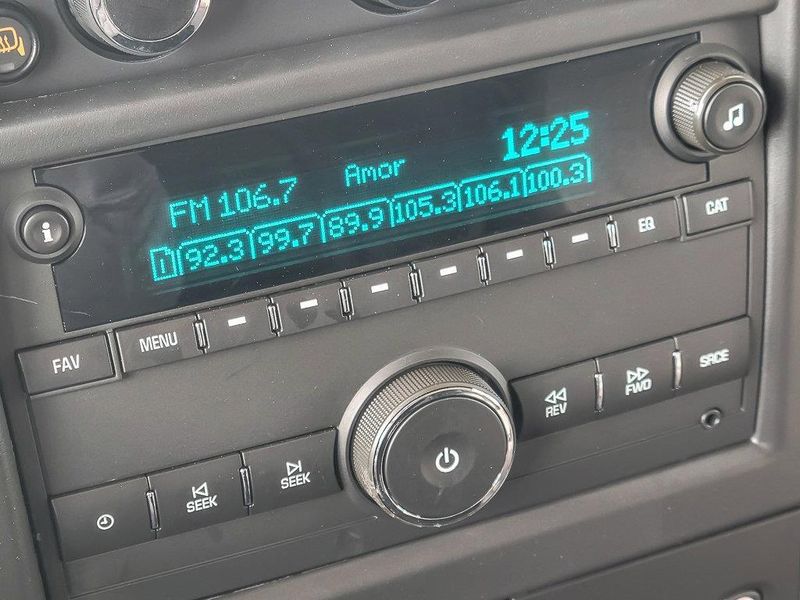 12:25
FM 106.7 Amor
1 92.3 99.7 89.9 105.3 106.1 100.3
i
FAV MENU EQ CAT
REV FWD SRCE
SEEK SEEK